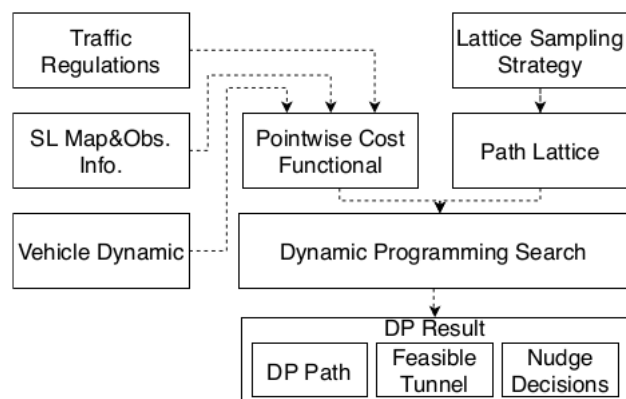 Traffic
Regulations
Lattice Sampling
Strategy
SL Map&Obs.
Info.
Pointwise Cost
Functional
Path Lattice
Vehicle Dynamic
Dynamic Programming Search
DP Result
DP Path
Feasible
Tunnel
Nudge
Decisions